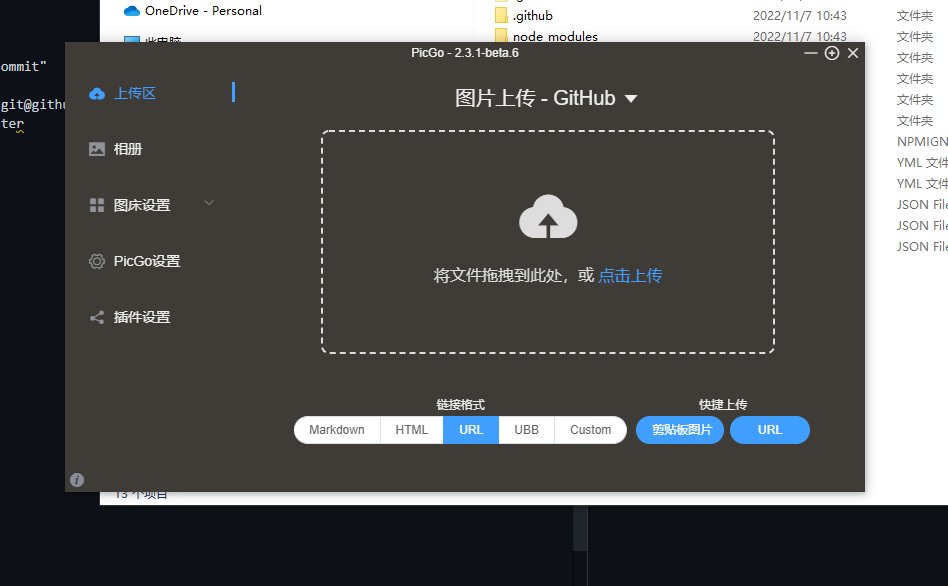 OneDrive - Personal
.github 2022/11/7 10:43 文件夹
node_modules 2022/11/7 10:43 文件夹
ommit"
git@githu
ter
PicGo - 2.3.1-beta.6
上传区
相册
图床设置
PicGo设置
插件设置
图片上传 - GitHub
将文件拖拽到此处，或 点击上传
链接格式
Markdown HTML URL UBB Custom
快捷上传
剪贴板图片 URL
文件夹
文件夹
文件夹
文件夹
NPMIGN
YML 文件
YML 文件
JSON File
JSON File
JSON File
13 个项目